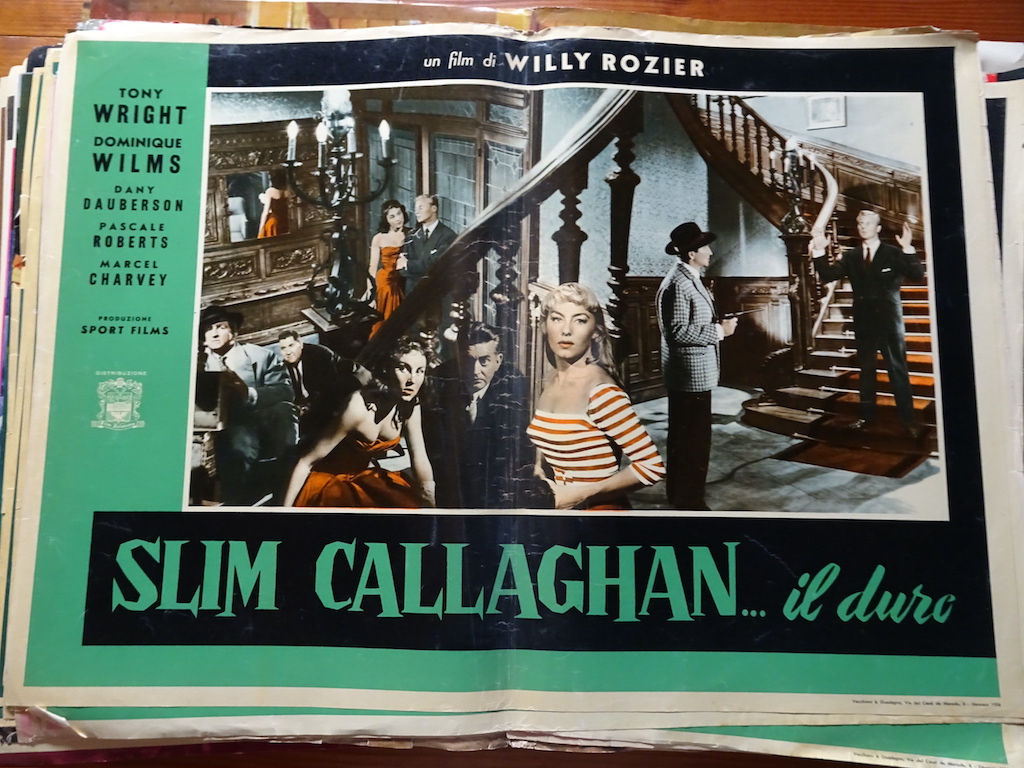 un film di WILLY ROZIER
TONY
WRIGHT
DOMINIQUE
WILMS
DANY
DAUBERSON
PASCALE
ROBERTS
MARCEL
CHARVEY
PRODUZIONE
SPORT FILMS
DISTRIBUZIONE
SLIM CALLAGHAN... il duro